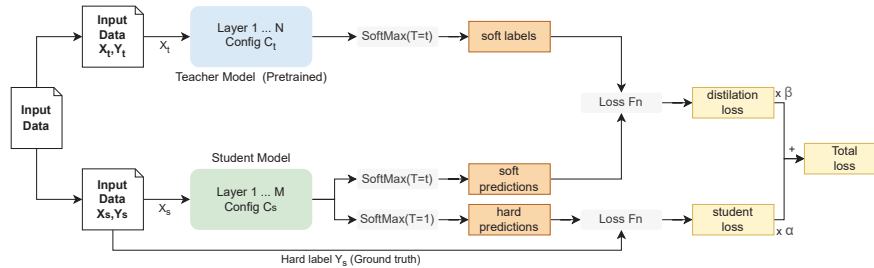 Input
Data
Input
Data
Xt,Yt
Xt
Layer 1 ... N
Config Ct
Teacher Model (Pretrained)
SoftMax(T=t)
soft labels
Loss Fn
distilation
loss
x β
+
Total
loss
Student Model
Input
Data
Xs,Ys
Xs
Layer 1 ... M
Config Cs
SoftMax(T=t)
soft
predictions
SoftMax(T=1)
hard
predictions
Loss Fn
student
loss
x α
Hard label Ys (Ground truth)